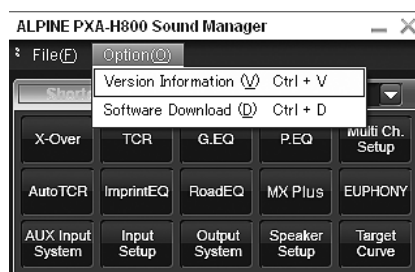 ALPINE PXA-H800 Sound Manager
File(F) Option(O)
Version Information (V) Ctrl + V
Software Download (D) Ctrl + D
X-Over TCR G.EQ P.EQ Multi Ch. Setup
AutoTCR ImprintEQ RoadEQ MX Plus EUPHONY
AUX Input System Input Setup Output System Speaker Setup Target Curve